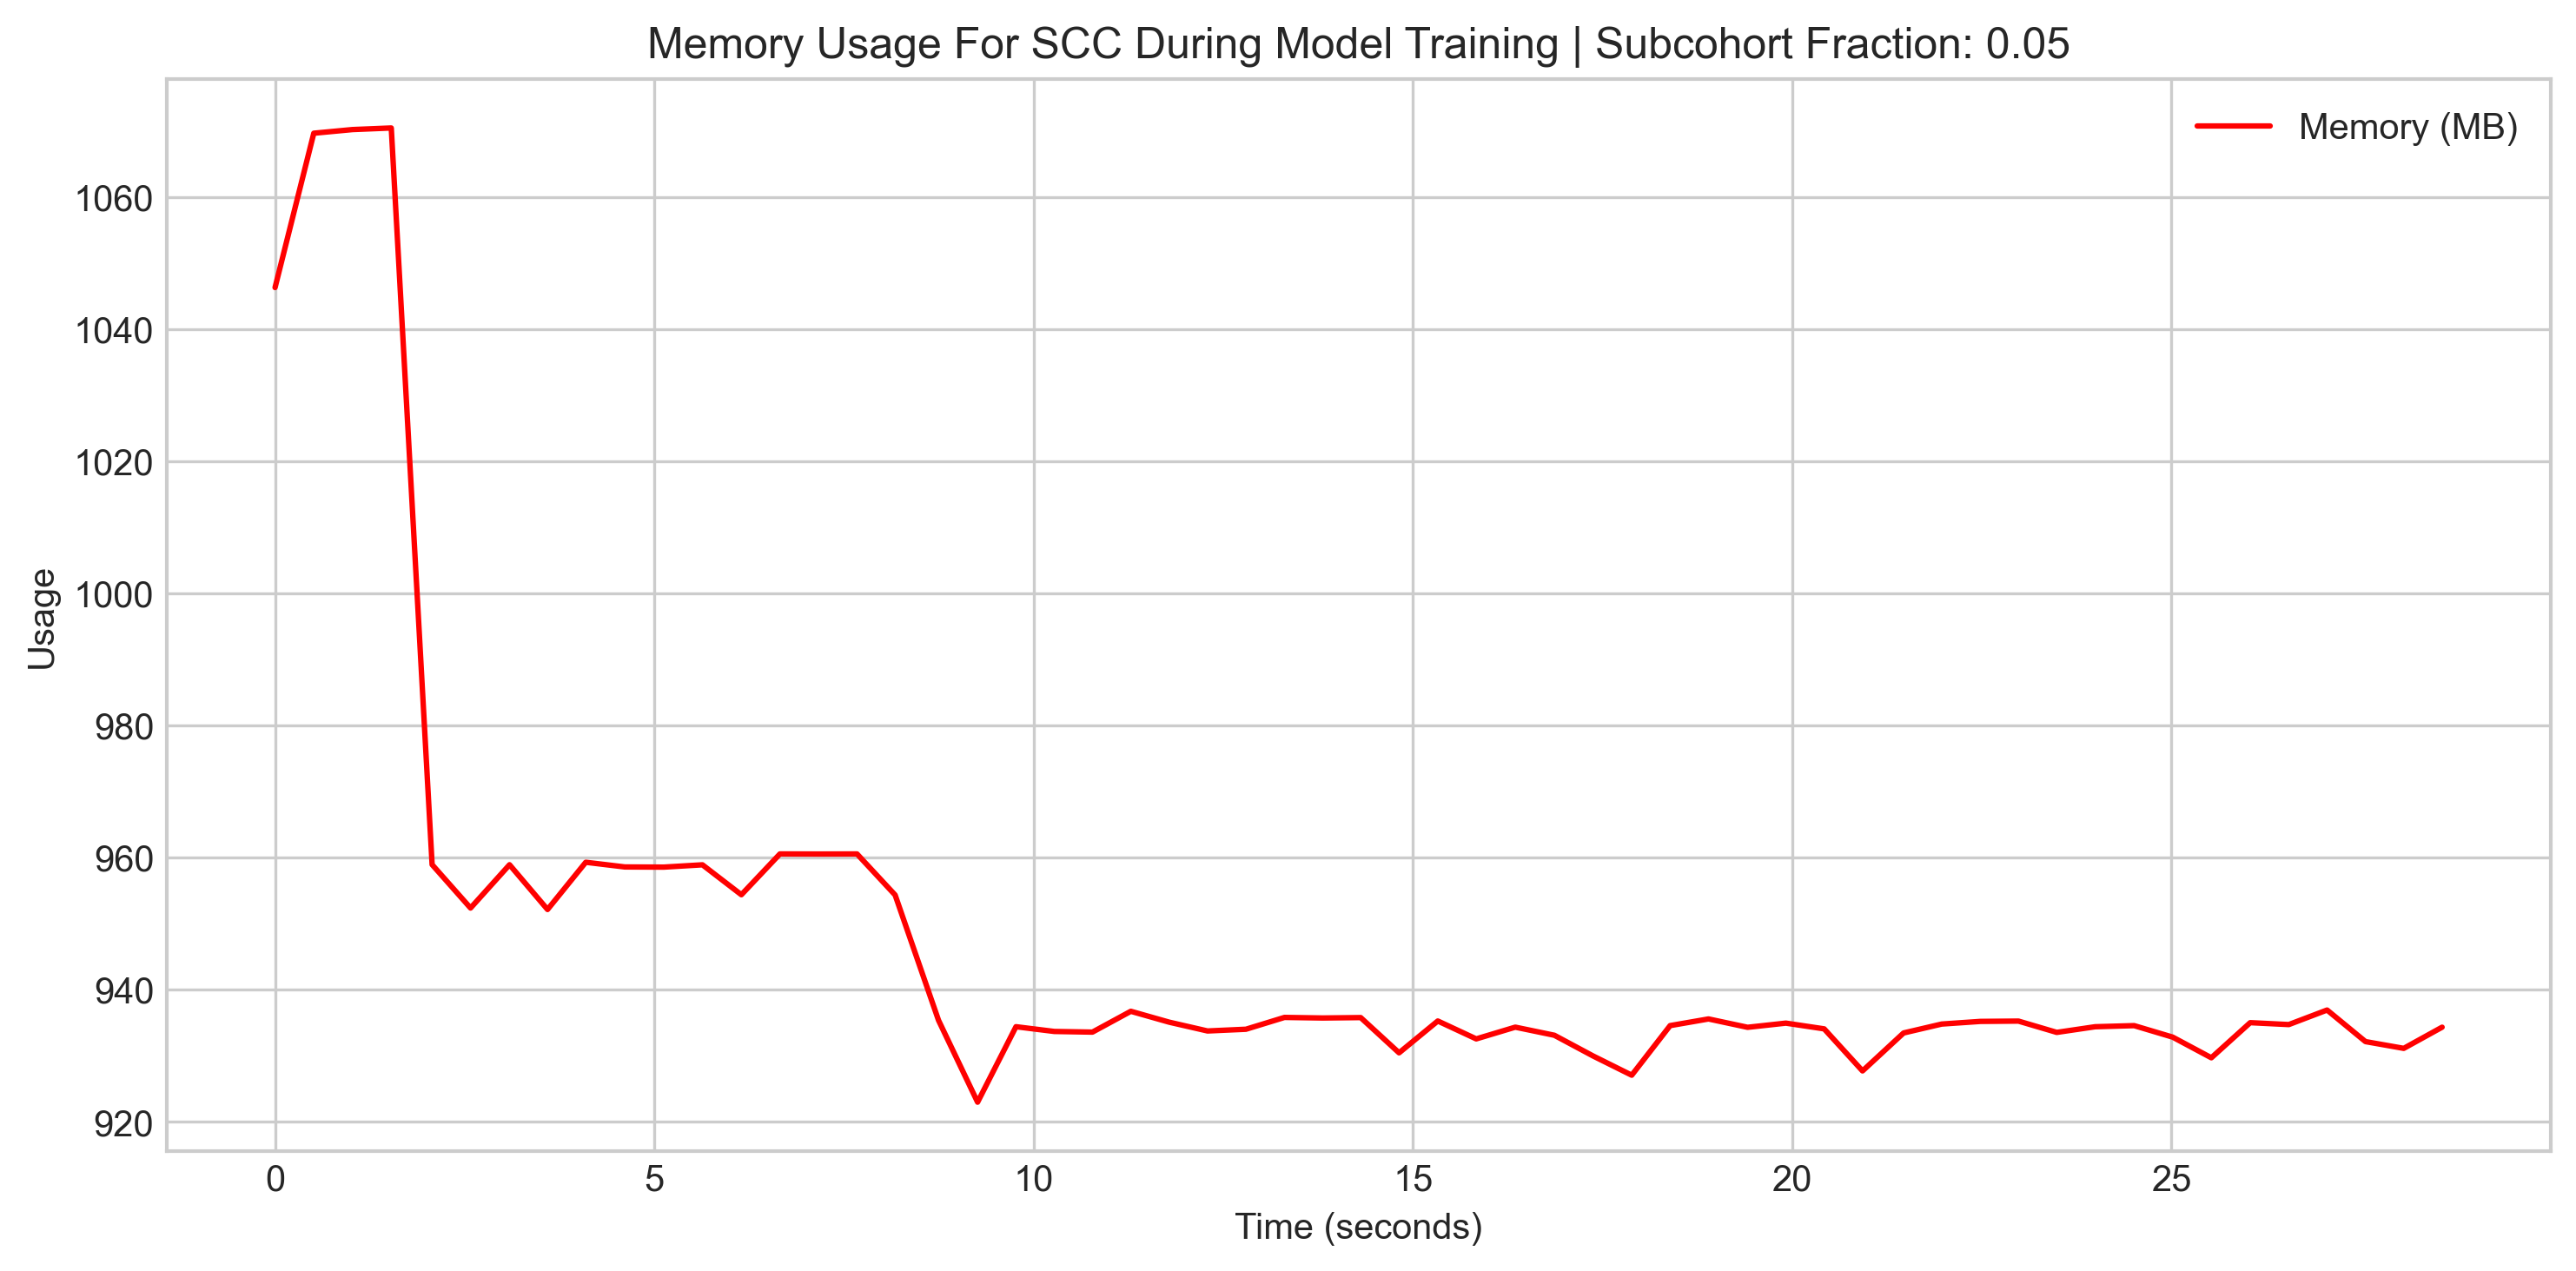 Memory Usage For SCC During Model Training | Subcohort Fraction: 0.05
Memory (MB)
1060
1040
1020
1000
980
960
940
920
Usage
0 5 10 15 20 25
Time (seconds)